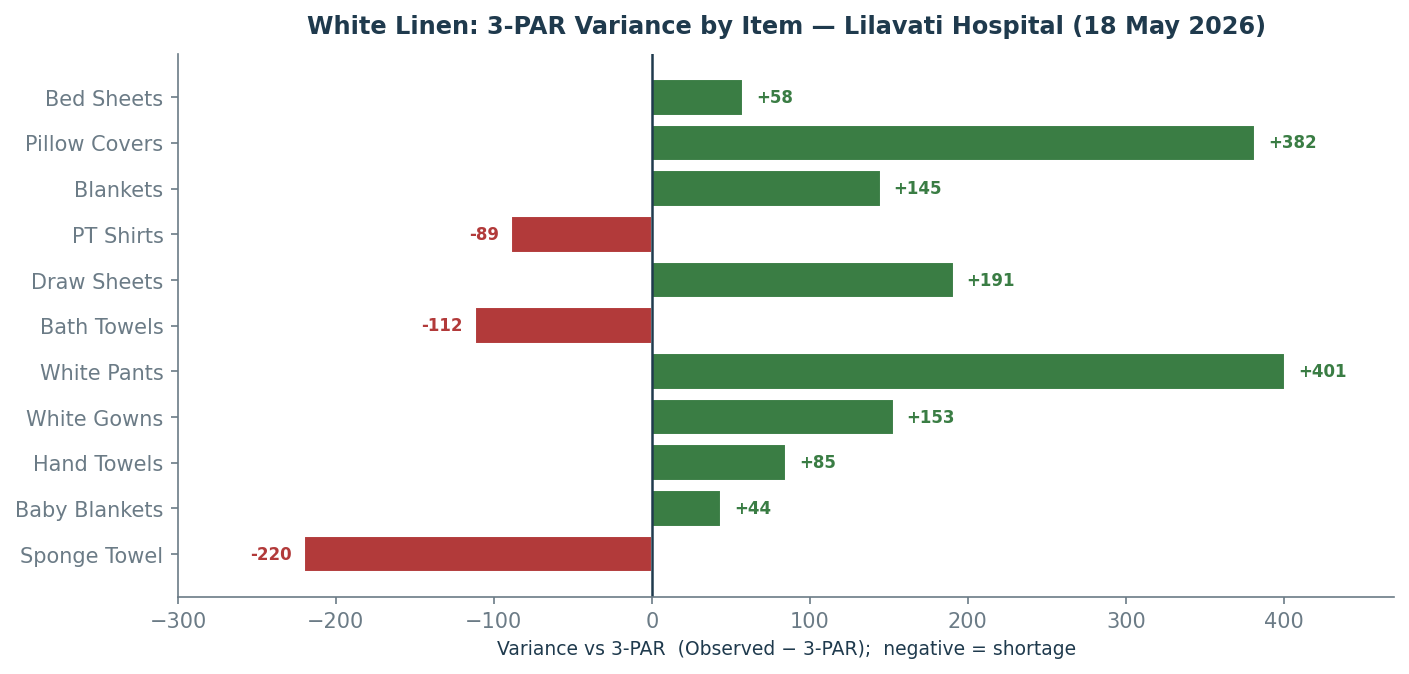 White Linen: 3-PAR Variance by Item — Lilavati Hospital (18 May 2026)
Bed Sheets +58
Pillow Covers +382
Blankets +145
PT Shirts -89
Draw Sheets +191
Bath Towels -112
White Pants +401
White Gowns +153
Hand Towels +85
Baby Blankets +44
Sponge Towel -220
−300 −200 −100 0 100 200 300 400
Variance vs 3-PAR (Observed − 3-PAR); negative = shortage